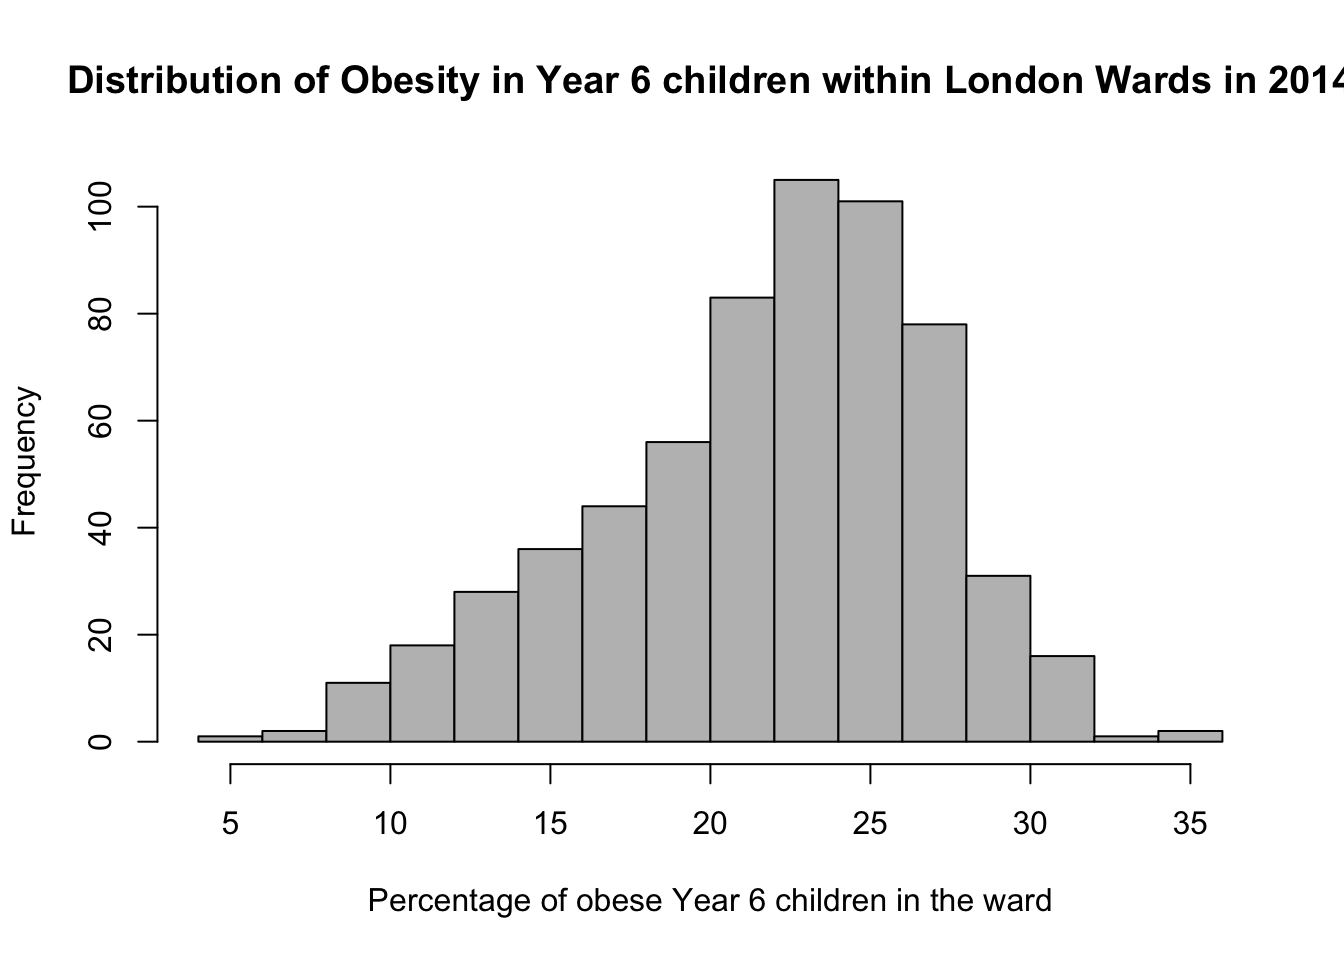 Distribution of Obesity in Year 6 children within London Wards in 2014
Frequency
100
80
60
40
20
0
5 10 15 20 25 30 35
Percentage of obese Year 6 children in the ward